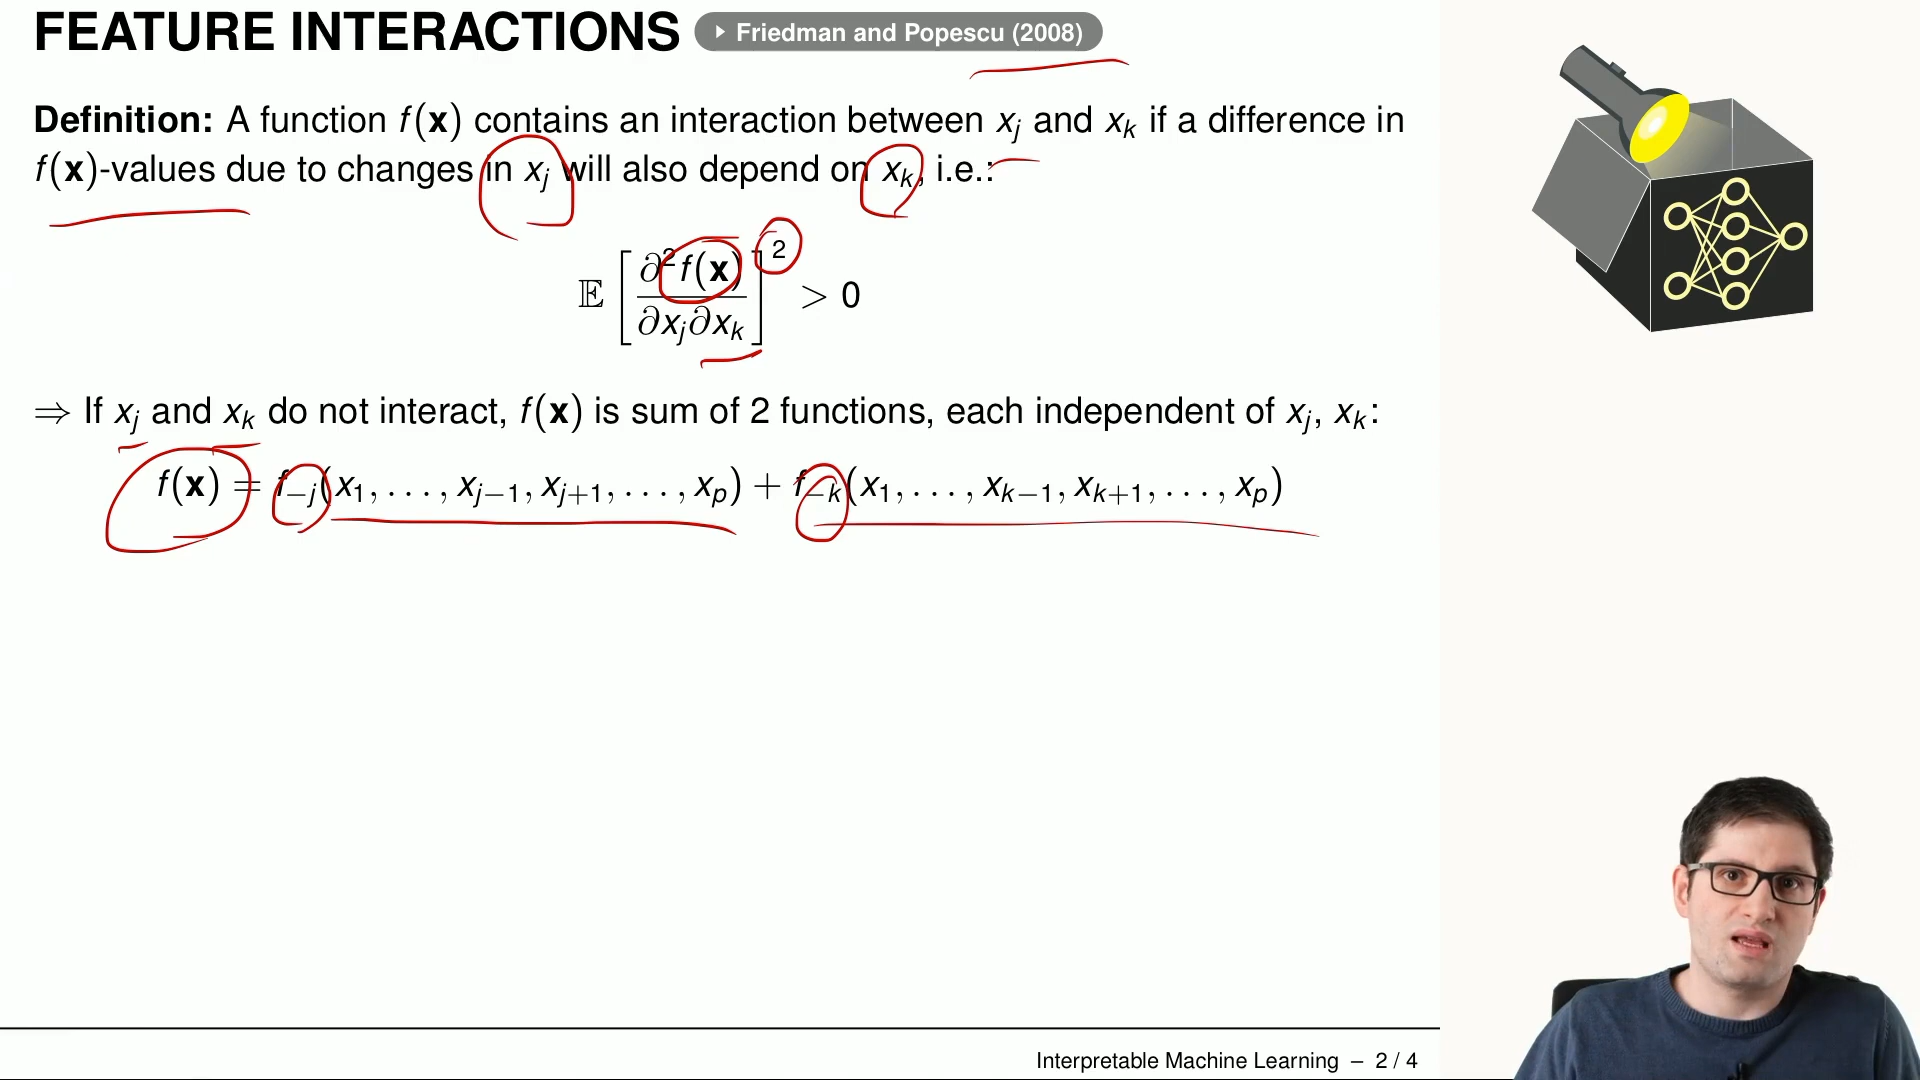 FEATURE INTERACTIONS Friedman and Popescu (2008)
Definition: A function f(x) contains an interaction between xⱼ and xₖ if a difference in
f(x)-values due to changes in xⱼ will also depend on xₖ, i.e.:
𝔼 [∂²f(x) / ∂xⱼ∂xₖ]² > 0
⇒ If xⱼ and xₖ do not interact, f(x) is sum of 2 functions, each independent of xⱼ, xₖ:
f(x) = f₋ⱼ(x₁, . . . , xⱼ₋₁, xⱼ₊₁, . . . , xₚ) + f₋ₖ(x₁, . . . , xₖ₋₁, xₖ₊₁, . . . , xₚ)
Interpretable Machine Learning – 2 / 4